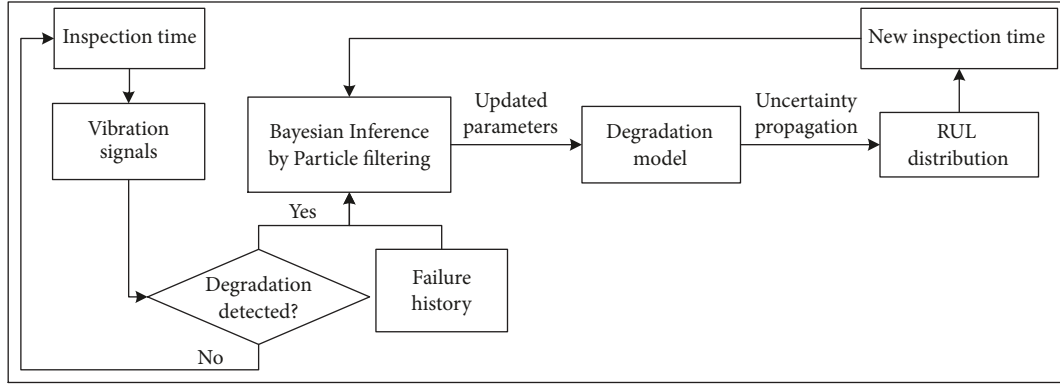 Inspection time
Vibration
signals
Degradation
detected?
No
Yes
Failure
history
Bayesian Inference
by Particle filtering
Updated
parameters
Degradation
model
Uncertainty
propagation
RUL
distribution
New inspection time